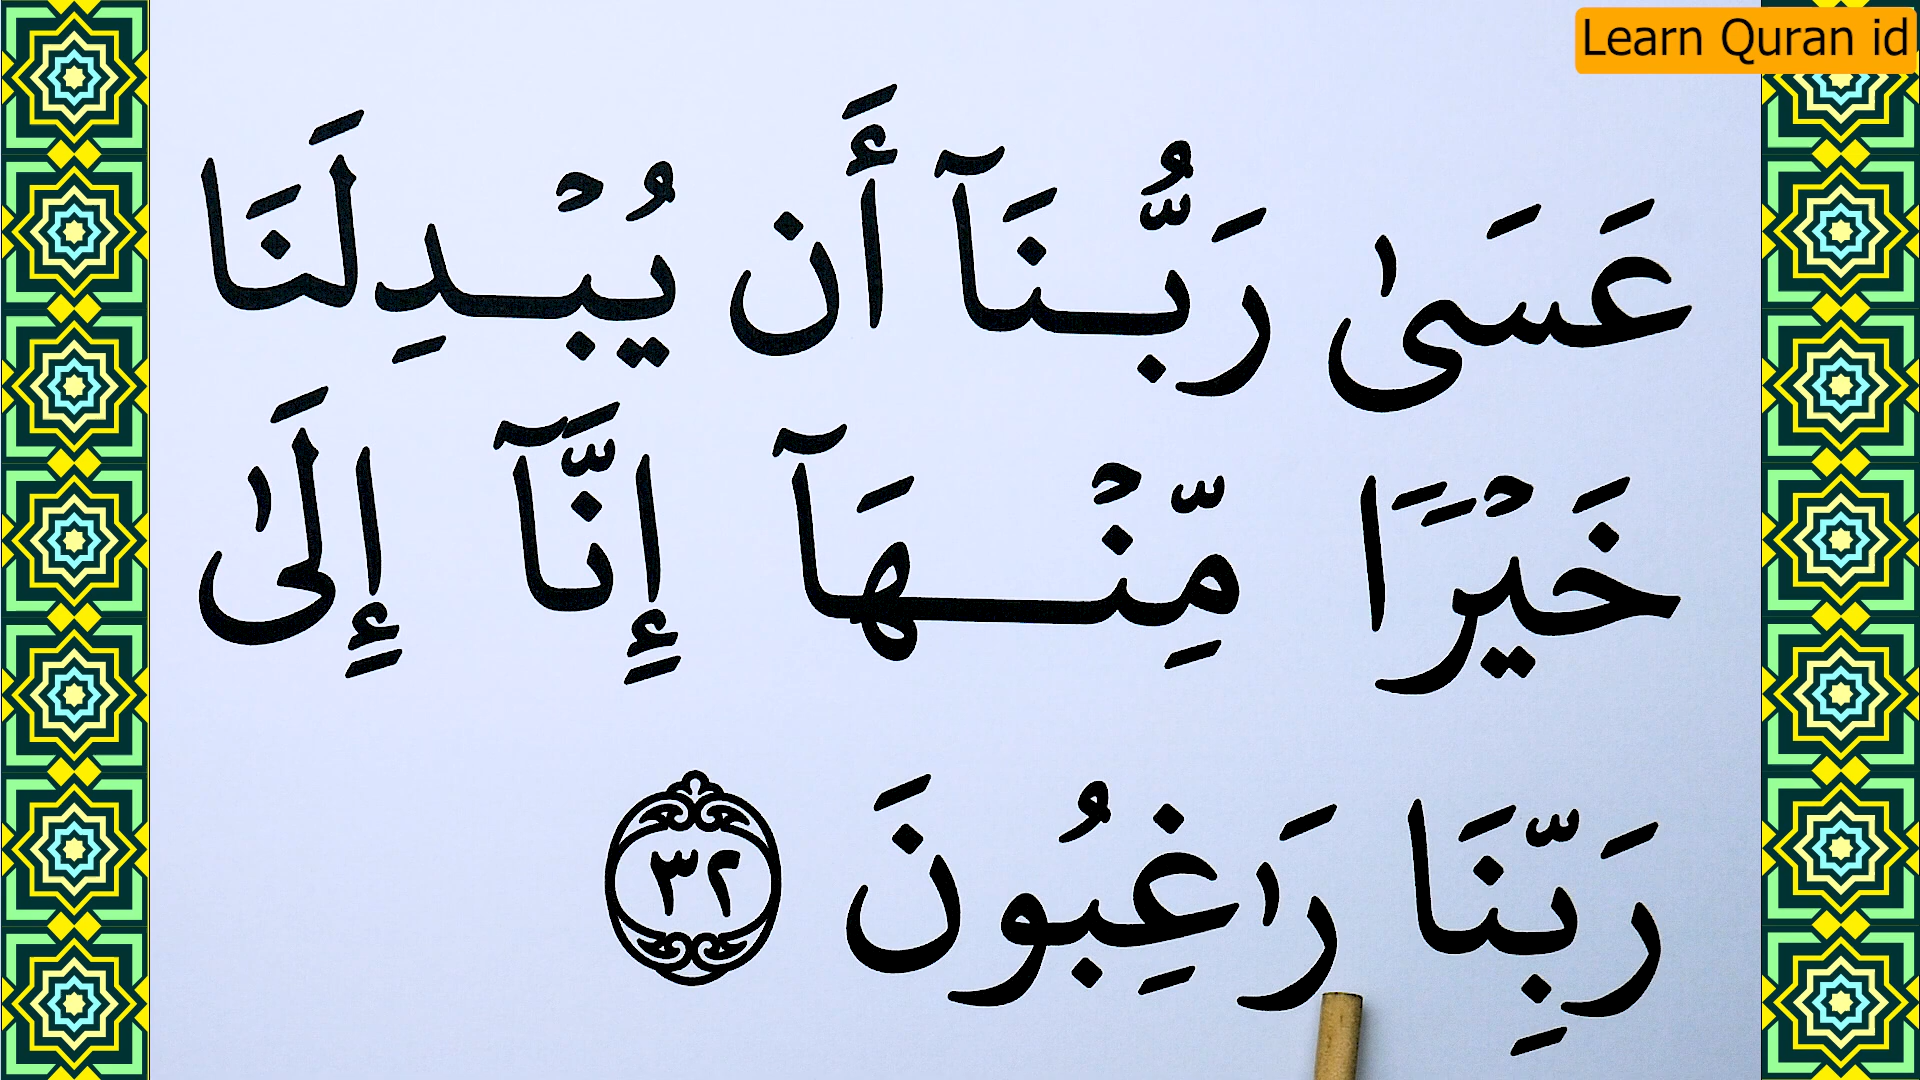 Learn Quran id
عَسَىٰ رَبُّنَآ أَن يُبْدِلَنَا
خَيْرًا مِّنْهَآ إِنَّآ إِلَىٰ
رَبِّنَا رَٰغِبُونَ ٣٢